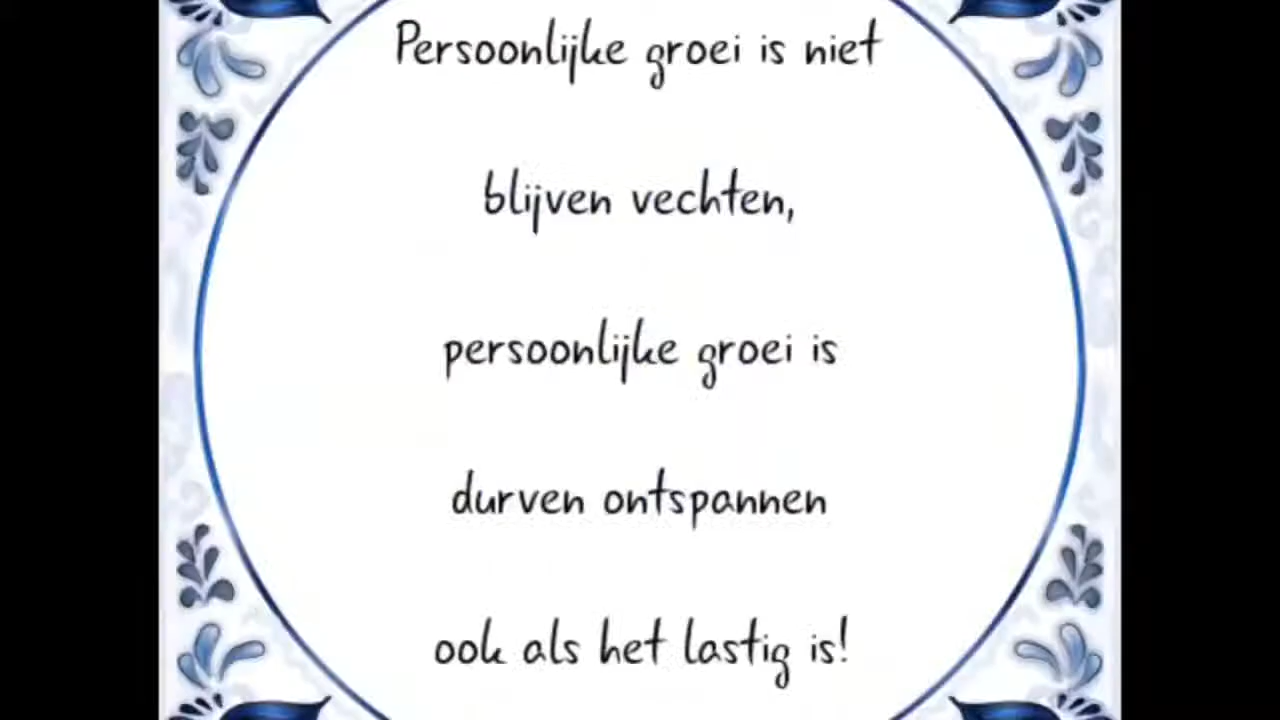 Persoonlijke groei is niet
blijven vechten,
persoonlijke groei is
durven ontspannen
ook als het lastig is!